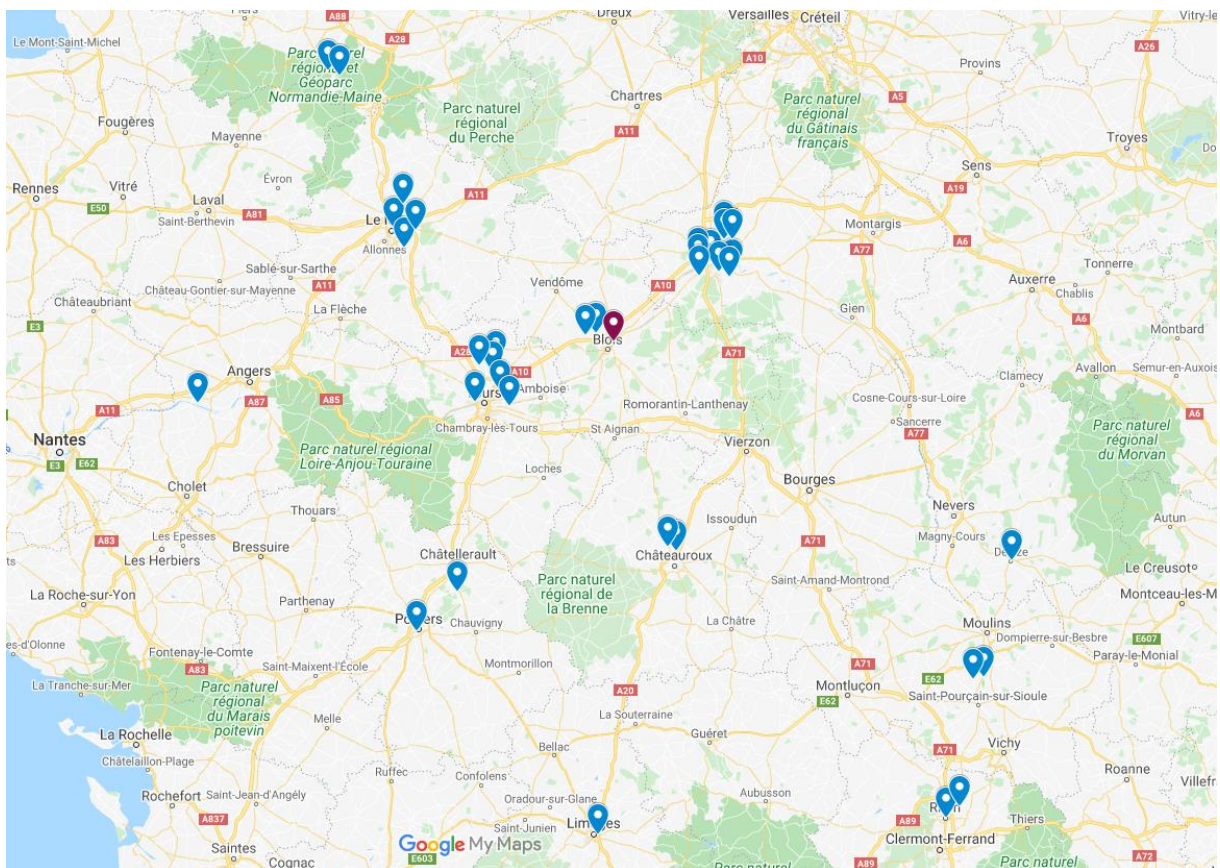 Piers
A88
Dreux
Versailles
Créteil
Vitry-le
Le Mont-Saint-Michel
A28
A26
Parc naturel
régional et
Géoparc
Normandie-Maine
A10
Provins
Chartres
A5
Parc naturel
régional
du Perche
Parc naturel
régional
du Gâtinais
français
Fougères
Mayenne
A11
Troyes
Sens
Rennes
Vitré
Évron
A11
A19
E50
Laval
Saint-Berthevin
A81
Montargis
Allonnes
A6
A77
Sablé-sur-Sarthe
Château-Gontier-sur-Mayenne
A11
Vendôme
A10
Auxerre
Tonnerre
Chablis
Châteaubriant
La Flèche
Gien
A6
E3
Blois
Montbard
A28
A71
Angers
A10
Amboise
Clamecy
Avallon
Semur-en-Auxois
A11
A87
A85
Romorantin-Lanthenay
Cosne-Cours-sur-Loire
Sancerre
A6
Nantes
E3
E62
Chambray-lès-Tours
St Aignan
Vierzon
A77
Parc naturel régional
Loire-Anjou-Touraine
Parc naturel
régional
du Morvan
Loches
Cholet
Bourges
Thouars
Issoudun
Nevers
Autun
A83
Les Epesses
Les Herbiers
Bressuire
Châtellerault
Châteauroux
A71
Magny-Cours
Le Creusot
Parc naturel
régional de
la Brenne
Saint-Amand-Montrond
La Roche-sur-Yon
Parthenay
Montceau-les-M
Chauvigny
La Châtre
Moulins
Dompierre-sur-Besbre
E607
es-d'Olonne
Fontenay-le-Comte
A83
Saint-Maixent-l'École
Montmorillon
A71
Paray-le-Monial
La Tranche-sur-Mer
Parc naturel
régional
du Marais
poitevin
A20
Montluçon
E62
E62
Saint-Pourçain-sur-Sioule
Melle
La Souterraine
La Rochelle
Châtelaillon-Plage
Bellac
Guéret
A71
Vichy
Ruffec
Confolens
Roanne
Rochefort
Saint-Jean-d'Angély
Oradour-sur-Glane
Aubusson
Villef
A837
Saint-Junien
A89
Thiers
Saintes
Cognac
Google My Maps
E603
Clermont-Ferrand
A89
Parc naturel
A72